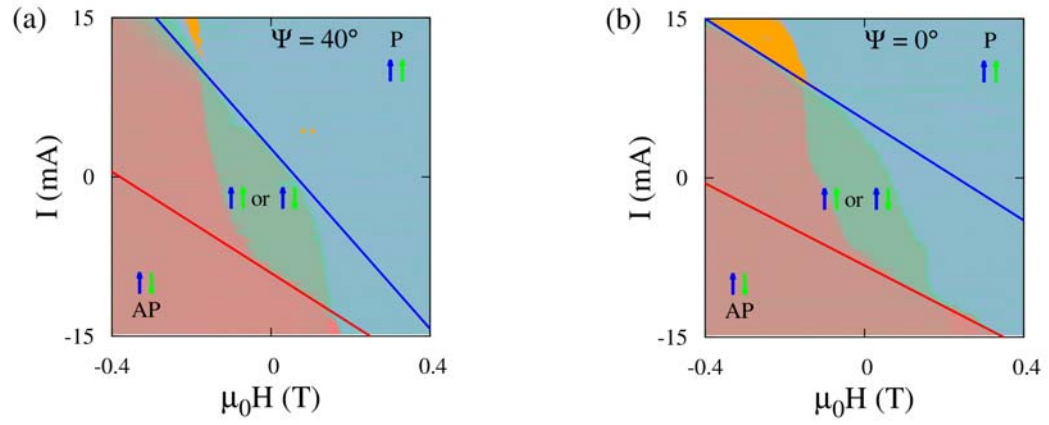 (a)
15
Ψ = 40°
P
I (mA)
0
or
AP
-15
-0.4
0
0.4
μ₀H (T)
(b)
15
Ψ = 0°
P
I (mA)
0
or
AP
-15
-0.4
0
0.4
μ₀H (T)